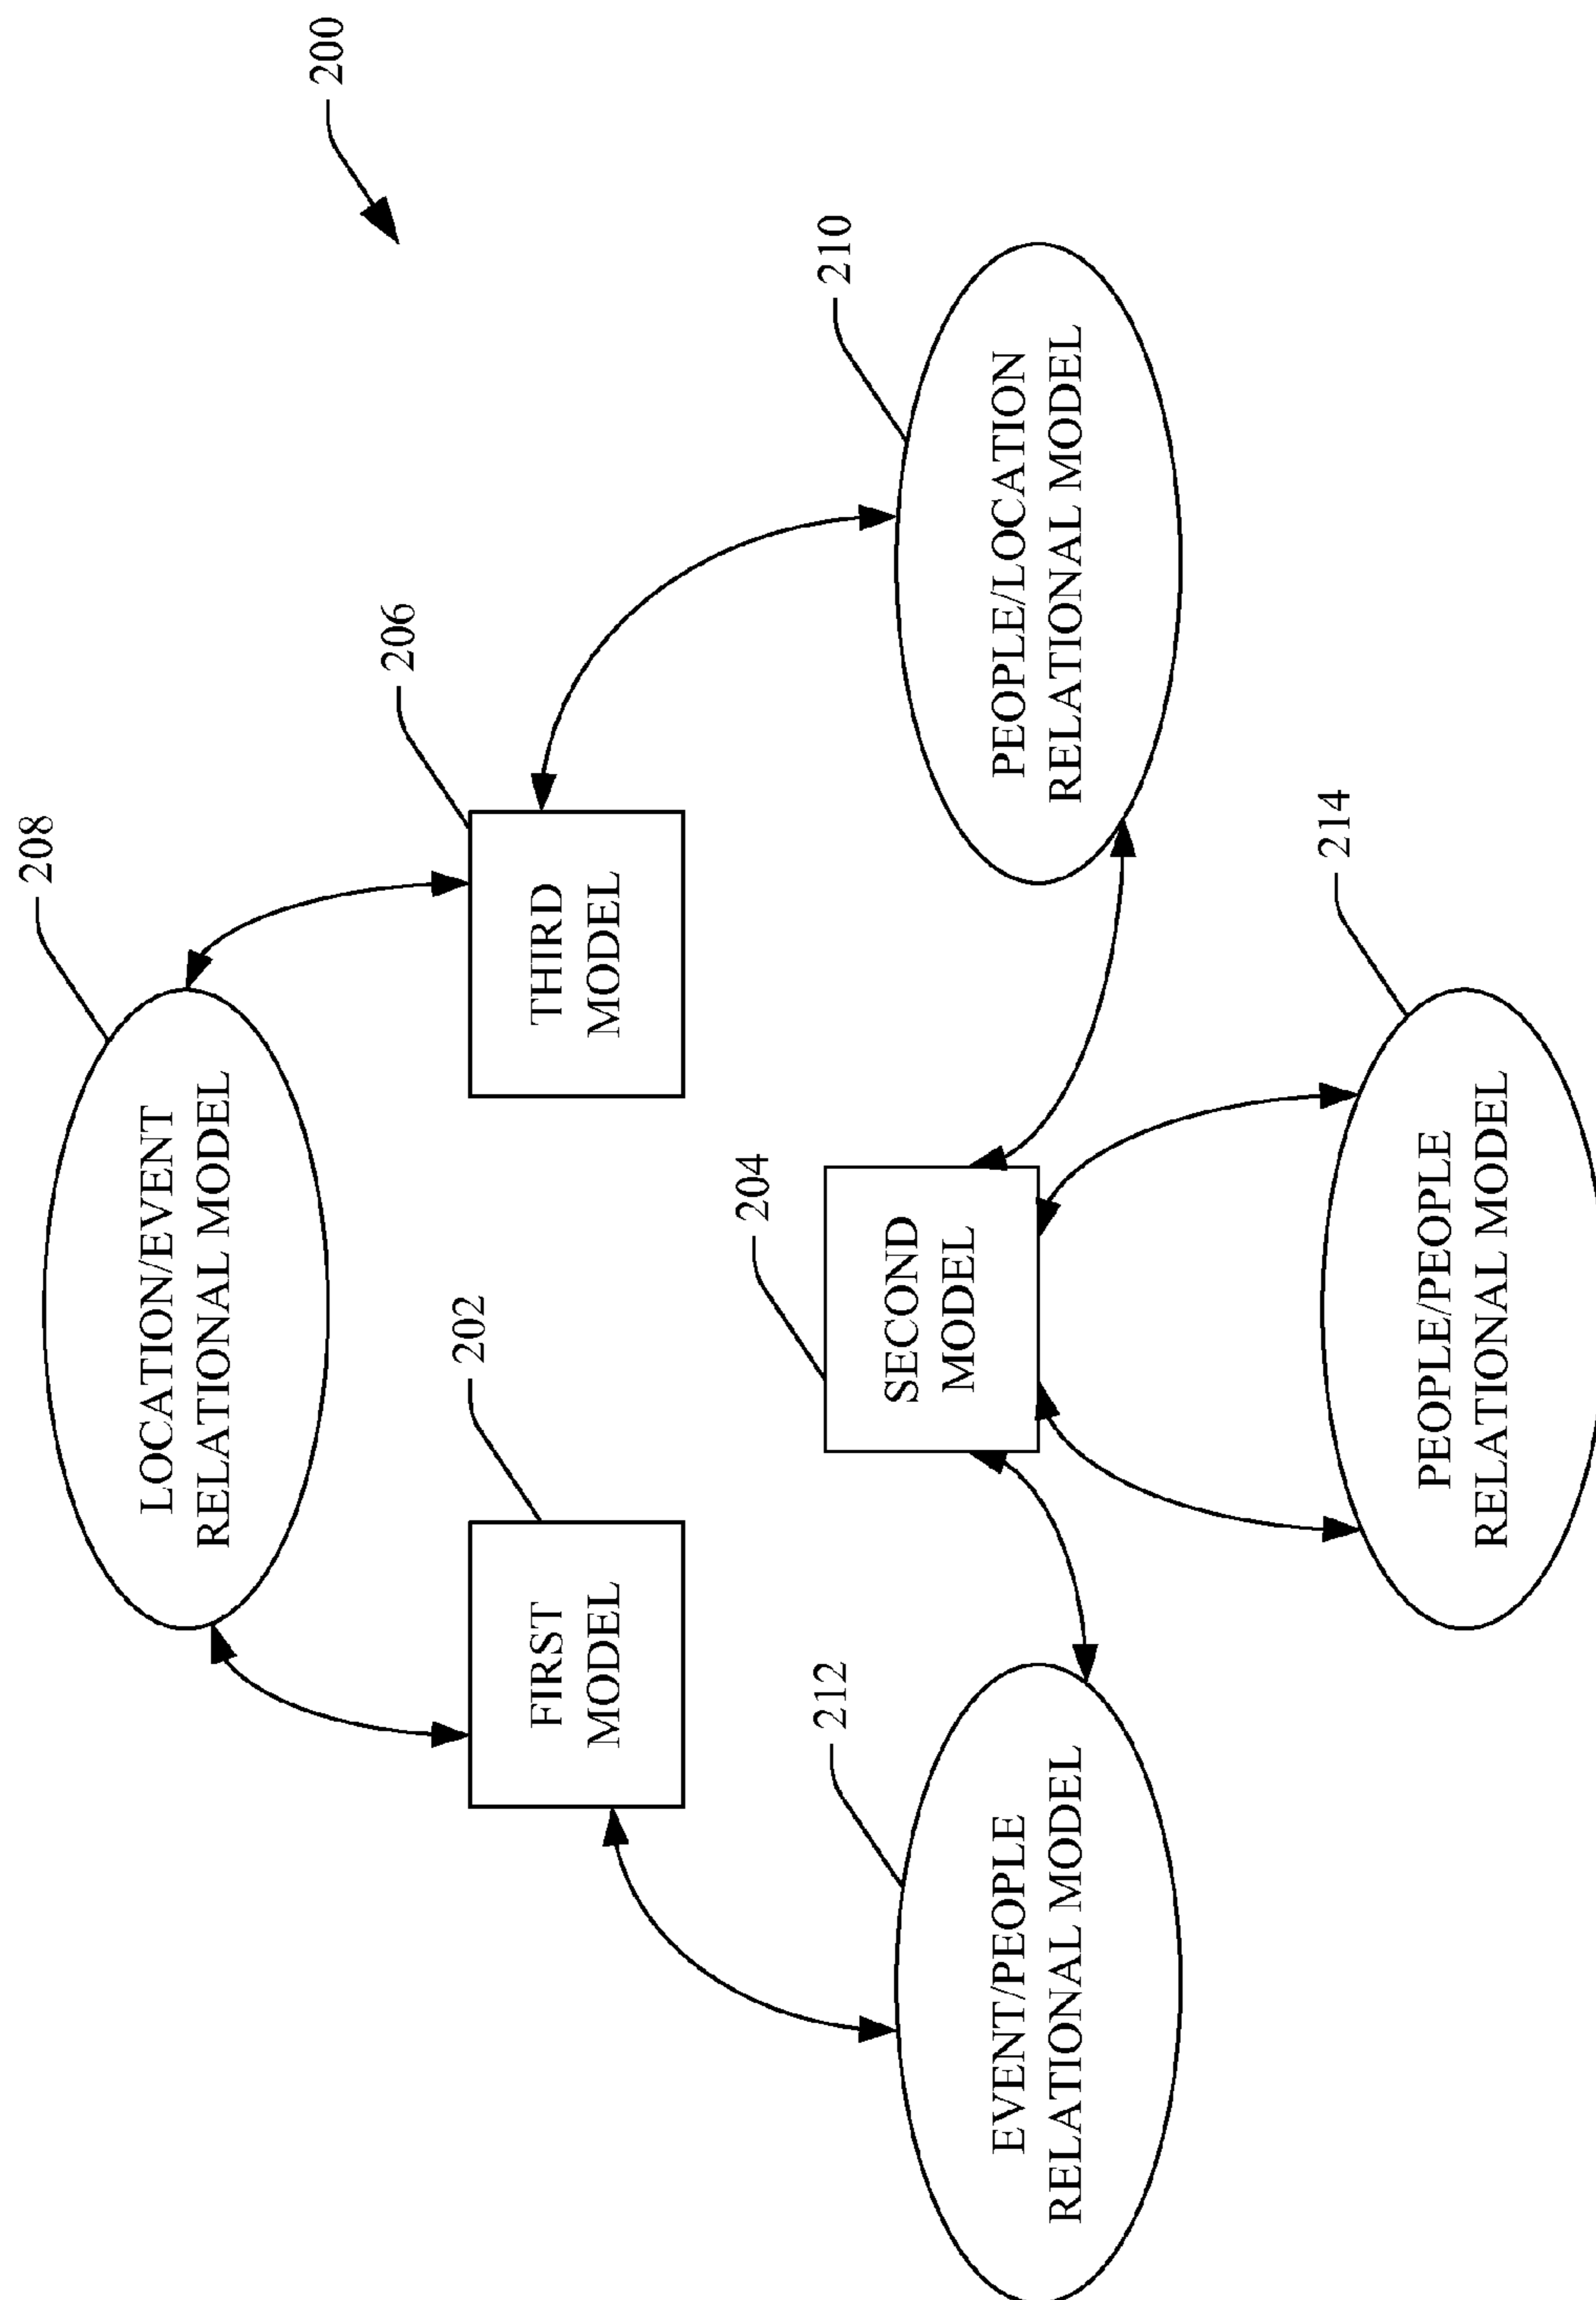 200
208
LOCATION/EVENT
RELATIONAL MODEL
202
206
FIRST
MODEL
THIRD
MODEL
204
212
210
SECOND
MODEL
EVENT/PEOPLE
RELATIONAL MODEL
PEOPLE/LOCATION
RELATIONAL MODEL
214
PEOPLE/PEOPLE
RELATIONAL MODEL